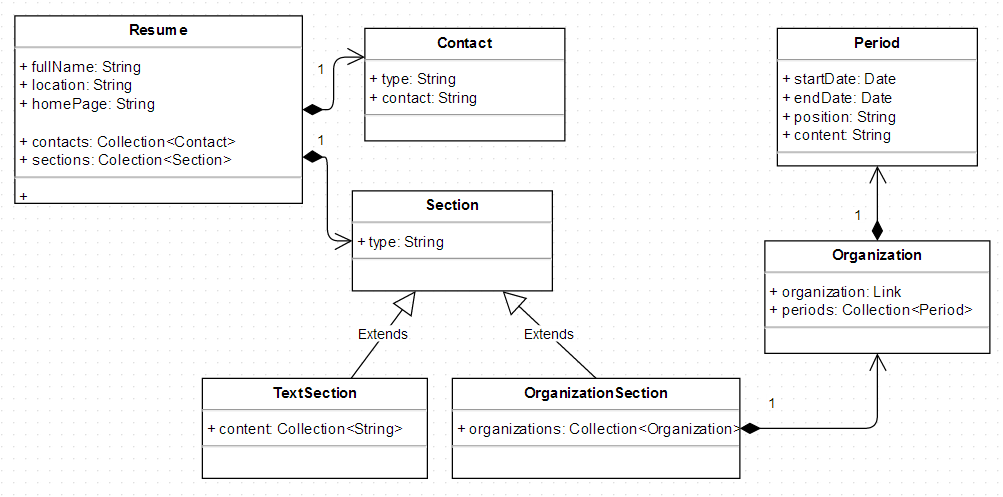 Resume
+ fullName: String
+ location: String
+ homePage: String
+ contacts: Collection<Contact>
+ sections: Colection<Section>
+
1
1
Contact
+ type: String
+ contact: String
Section
+ type: String
Extends
Extends
TextSection
+ content: Collection<String>
OrganizationSection
+ organizations: Collection<Organization>
1
Period
+ startDate: Date
+ endDate: Date
+ position: String
+ content: String
1
Organization
+ organization: Link
+ periods: Collection<Period>